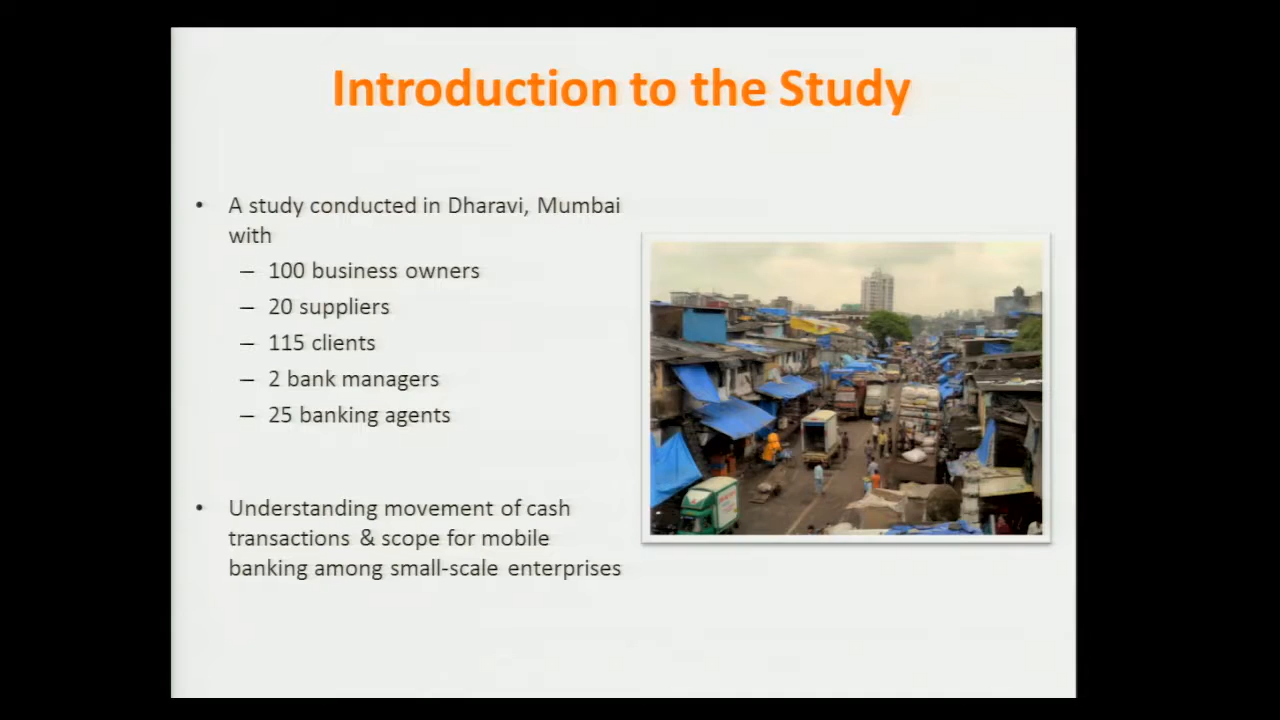 Introduction to the Study
• A study conducted in Dharavi, Mumbai
with
– 100 business owners
– 20 suppliers
– 115 clients
– 2 bank managers
– 25 banking agents
• Understanding movement of cash
transactions & scope for mobile
banking among small-scale enterprises